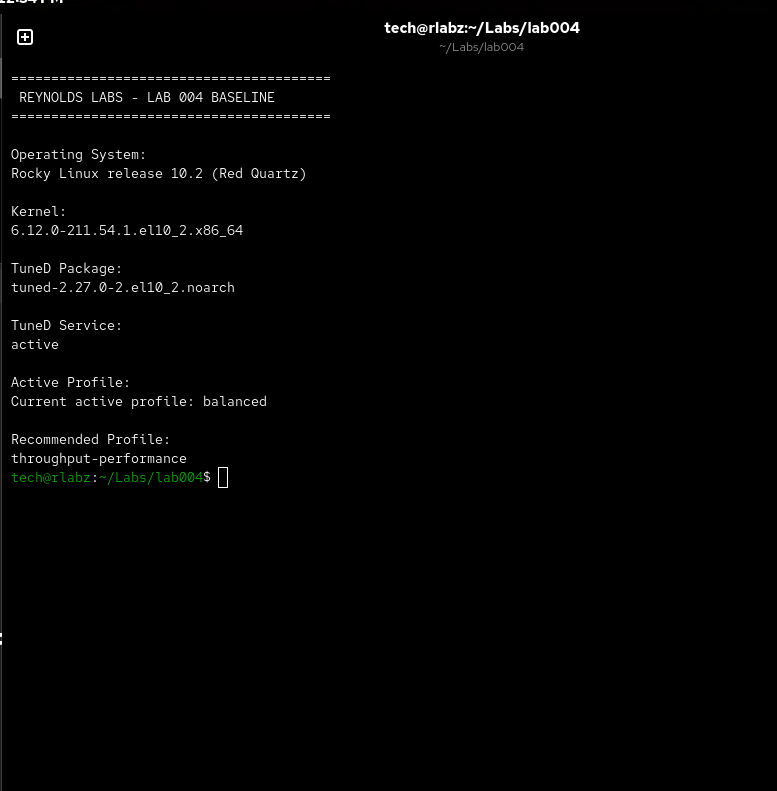 tech@rlabz:~/Labs/lab004
~/Labs/lab004
========================================
REYNOLDS LABS - LAB 004 BASELINE
========================================
Operating System:
Rocky Linux release 10.2 (Red Quartz)
Kernel:
6.12.0-211.54.1.el10_2.x86_64
TuneD Package:
tuned-2.27.0-2.el10_2.noarch
TuneD Service:
active
Active Profile:
Current active profile: balanced
Recommended Profile:
throughput-performance
tech@rlabz:~/Labs/lab004$